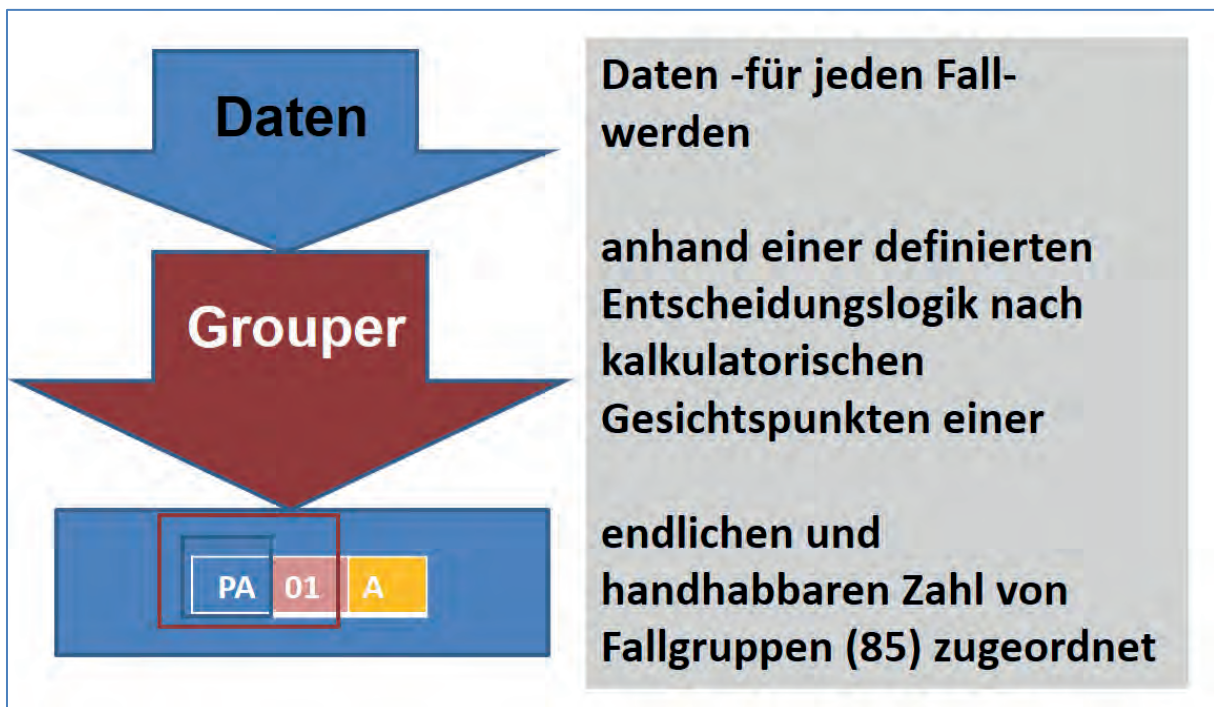 Daten
Grouper
PA 01 A
Daten -für jeden Fall-
werden
anhand einer definierten
Entscheidungslogik nach
kalkulatorischen
Gesichtspunkten einer
endlichen und
handhabbaren Zahl von
Fallgruppen (85) zugeordnet